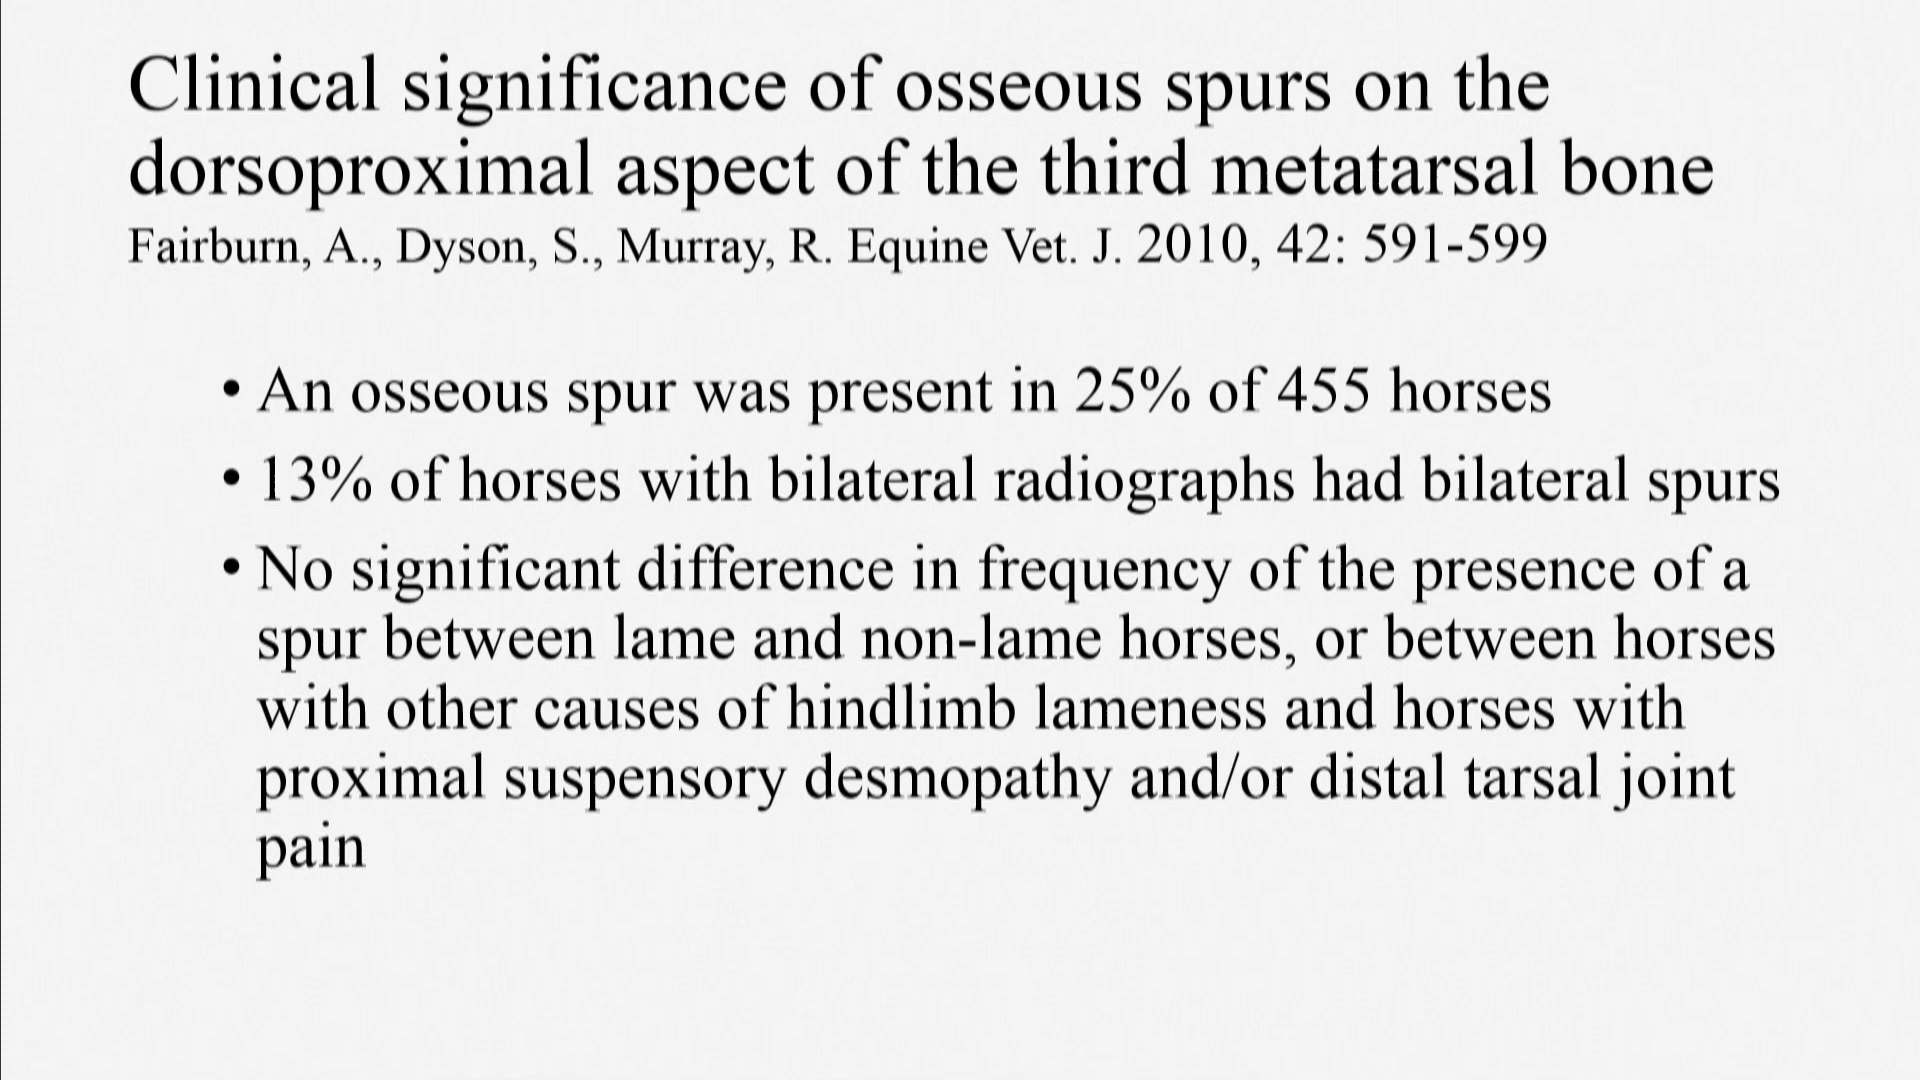 Clinical significance of osseous spurs on the
dorsoproximal aspect of the third metatarsal bone
Fairburn, A., Dyson, S., Murray, R. Equine Vet. J. 2010, 42: 591-599
• An osseous spur was present in 25% of 455 horses
• 13% of horses with bilateral radiographs had bilateral spurs
• No significant difference in frequency of the presence of a
spur between lame and non-lame horses, or between horses
with other causes of hindlimb lameness and horses with
proximal suspensory desmopathy and/or distal tarsal joint
pain